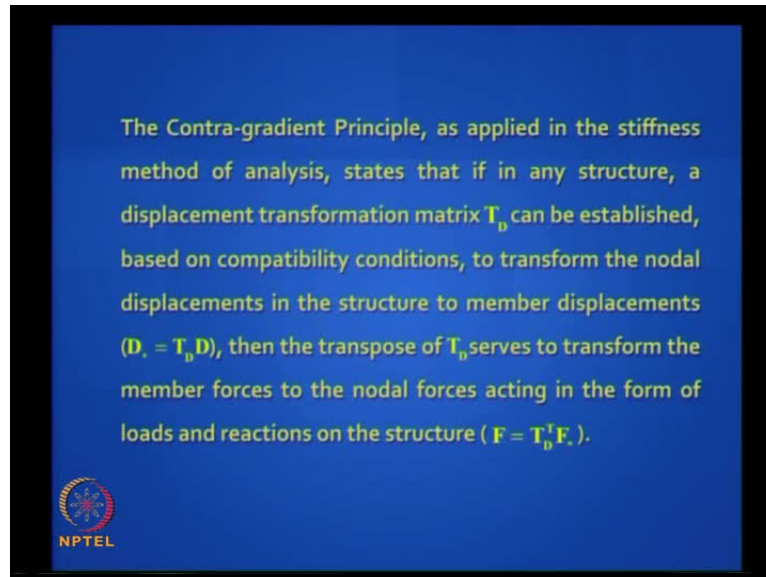 The Contra-gradient Principle, as applied in the stiffness
method of analysis, states that if in any structure, a
displacement transformation matrix T_D can be established,
based on compatibility conditions, to transform the nodal
displacements in the structure to member displacements
(D_* = T_D D), then the transpose of T_D serves to transform the
member forces to the nodal forces acting in the form of
loads and reactions on the structure ( F = T_D^T F_* ).
NPTEL